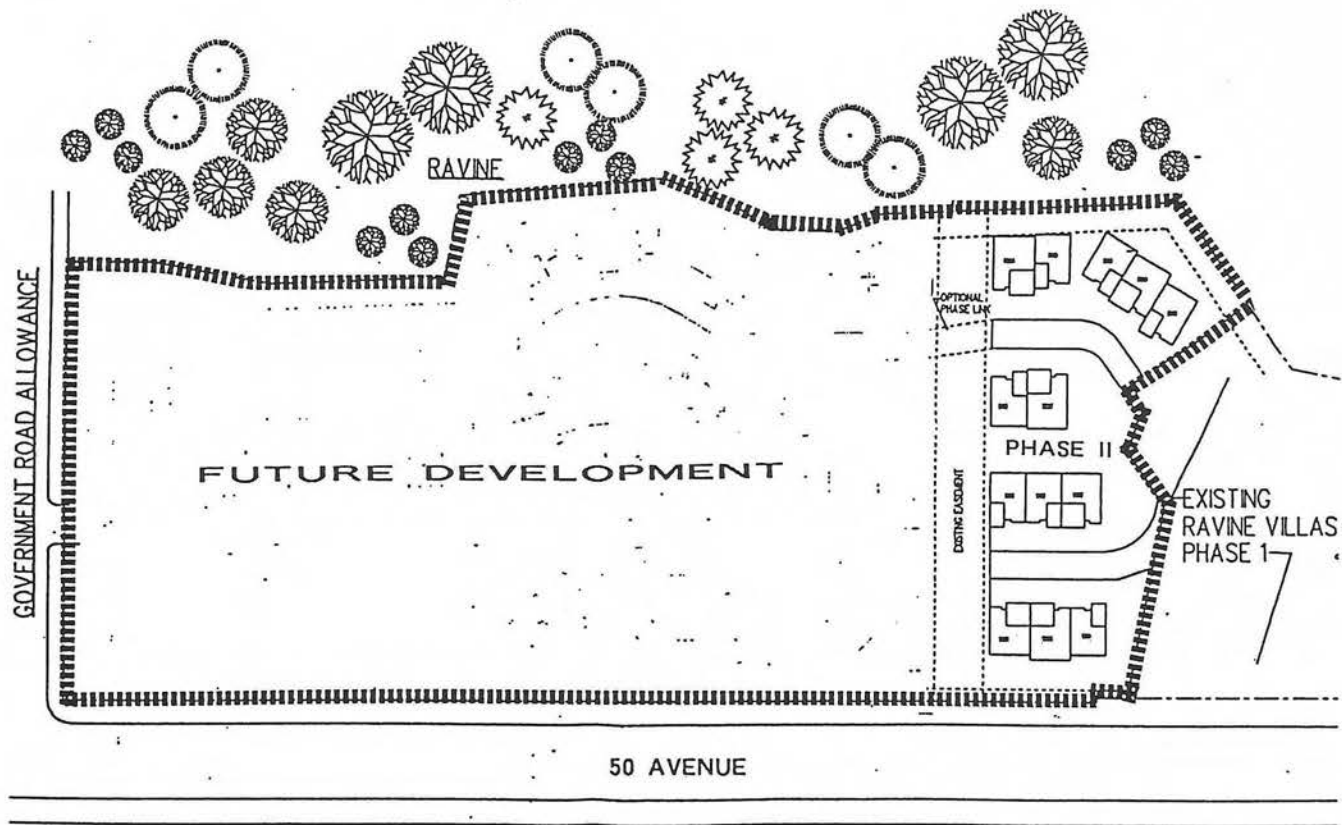 RAVINE
GOVERNMENT ROAD ALLOWANCE
OPTIONAL
PHASE LINK
FUTURE DEVELOPMENT
PHASE II
EXISTING EASEMENT
EXISTING
RAVINE VILLAS
PHASE 1
50 AVENUE